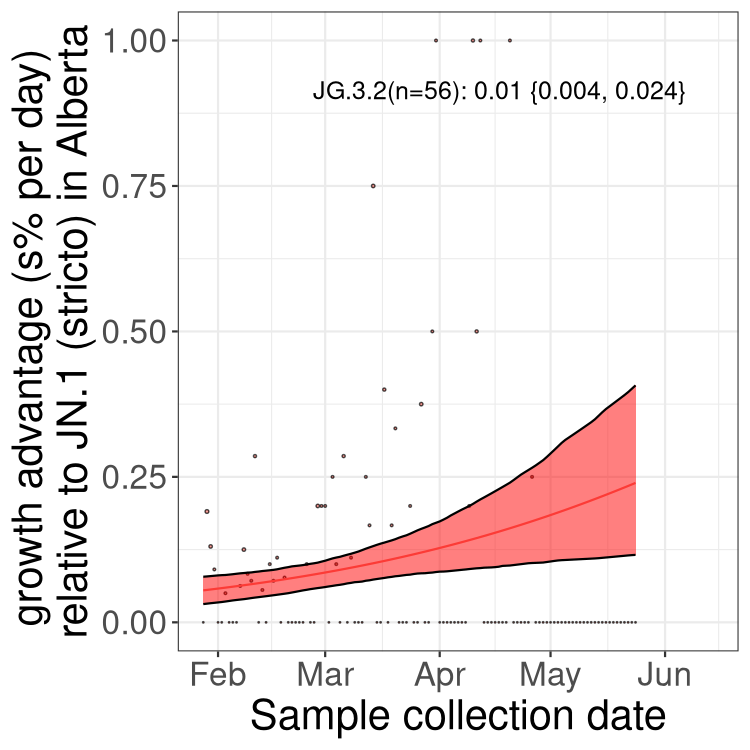 growth advantage (s% per day)
relative to JN.1 (stricto) in Alberta
1.00
0.75
0.50
0.25
0.00
JG.3.2(n=56): 0.01 {0.004, 0.024}
Feb Mar Apr May Jun
Sample collection date